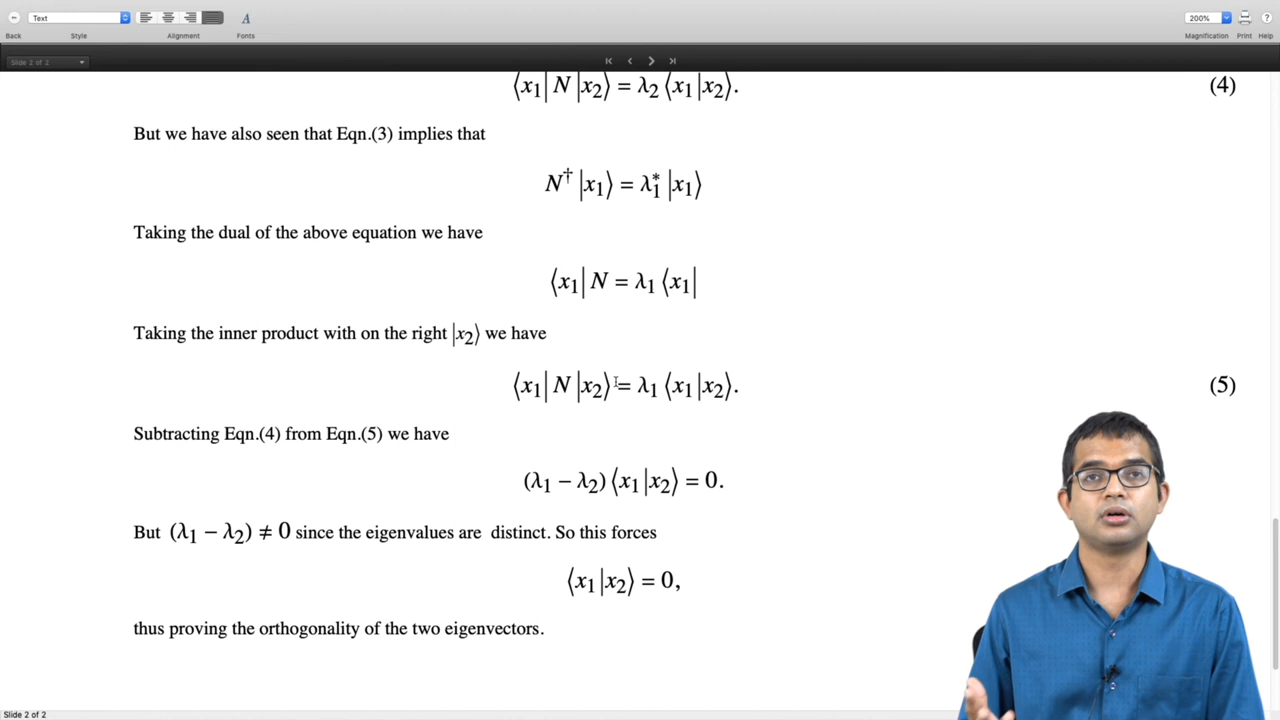 Text
200%
Back
Style
Alignment
Fonts
Magnification
Print
Help
Slide 2 of 2
⟨x₁| N |x₂⟩ = λ₂ ⟨x₁|x₂⟩. (4)
But we have also seen that Eqn.(3) implies that
N† |x₁⟩ = λ₁* |x₁⟩
Taking the dual of the above equation we have
⟨x₁| N = λ₁ ⟨x₁|
Taking the inner product with on the right |x₂⟩ we have
⟨x₁| N |x₂⟩ = λ₁ ⟨x₁|x₂⟩. (5)
Subtracting Eqn.(4) from Eqn.(5) we have
(λ₁ − λ₂) ⟨x₁|x₂⟩ = 0.
But (λ₁ − λ₂) ≠ 0 since the eigenvalues are distinct. So this forces
⟨x₁|x₂⟩ = 0,
thus proving the orthogonality of the two eigenvectors.
Slide 2 of 2